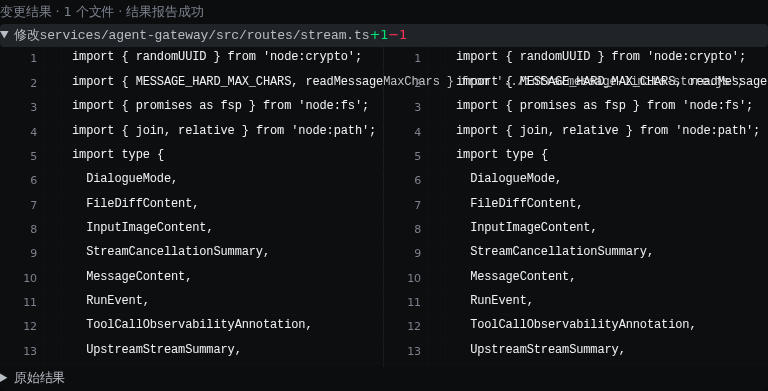 变更结果 · 1 个文件 · 结果报告成功
▼ 修改services/agent-gateway/src/routes/stream.ts+1−1
1 import { randomUUID } from 'node:crypto'; 1 import { randomUUID } from 'node:crypto';
2 import { MESSAGE_HARD_MAX_CHARS, readMessageMaxChars } import { MESSAGE_HARD_MAX_CHARS, readMessage
3 import { promises as fsp } from 'node:fs'; 3 import { promises as fsp } from 'node:fs';
4 import { join, relative } from 'node:path'; 4 import { join, relative } from 'node:path';
5 import type { 5 import type {
6 DialogueMode, 6 DialogueMode,
7 FileDiffContent, 7 FileDiffContent,
8 InputImageContent, 8 InputImageContent,
9 StreamCancellationSummary, 9 StreamCancellationSummary,
10 MessageContent, 10 MessageContent,
11 RunEvent, 11 RunEvent,
12 ToolCallObservabilityAnnotation, 12 ToolCallObservabilityAnnotation,
13 UpstreamStreamSummary, 13 UpstreamStreamSummary,
▶ 原始结果